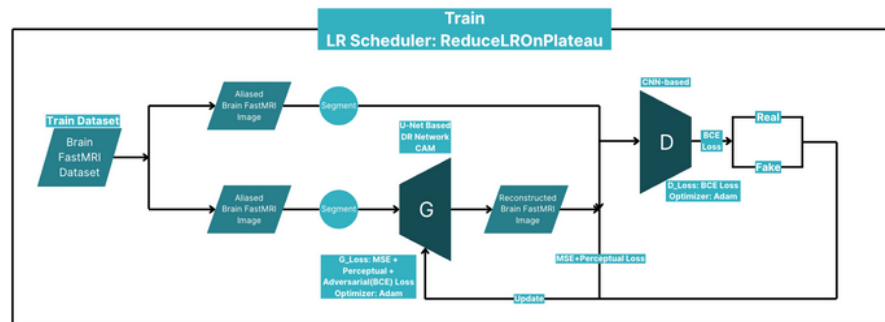 Train
LR Scheduler: ReduceLROnPlateau
Train Dataset
Brain
FastMRI
Dataset
Aliased
Brain FastMRI
Image
Segment
Aliased
Brain FastMRI
Image
Segment
U-Net Based
DR Network
CAM
G
G_Loss: MSE +
Perceptual +
Adversarial(BCE) Loss
Optimizer: Adam
Reconstructed
Brain FastMRI
Image
MSE+Perceptual Loss
Update
CNN-based
D
D_Loss: BCE Loss
Optimizer: Adam
BCE
Loss
Real
Fake